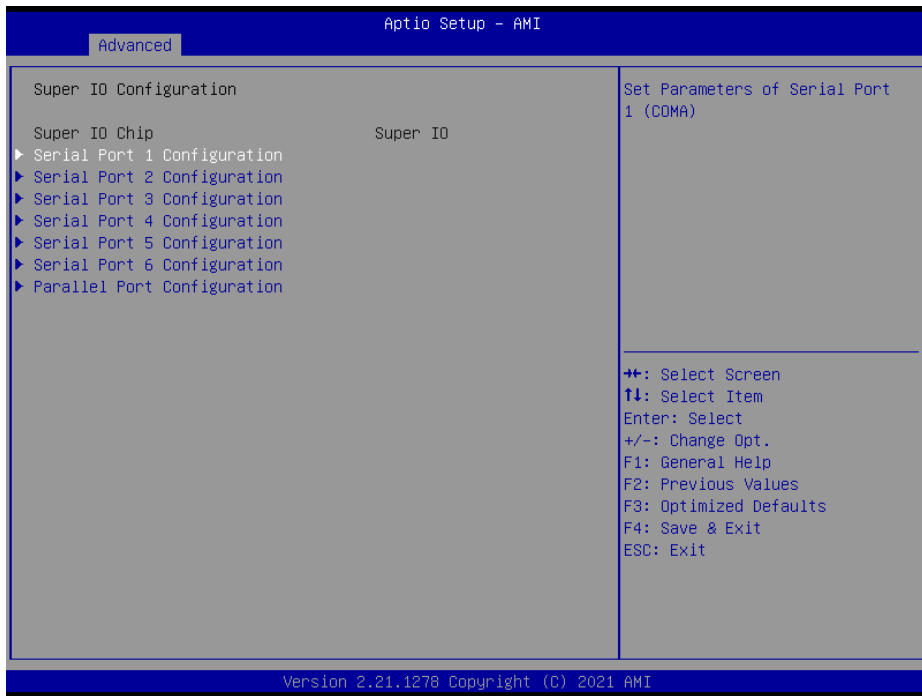 Aptio Setup – AMI
Advanced
Super IO Configuration
Super IO Chip Super IO
Serial Port 1 Configuration
Serial Port 2 Configuration
Serial Port 3 Configuration
Serial Port 4 Configuration
Serial Port 5 Configuration
Serial Port 6 Configuration
Parallel Port Configuration
Set Parameters of Serial Port
1 (COMA)
→←: Select Screen
↑↓: Select Item
Enter: Select
+/-: Change Opt.
F1: General Help
F2: Previous Values
F3: Optimized Defaults
F4: Save & Exit
ESC: Exit
Version 2.21.1278 Copyright (C) 2021 AMI